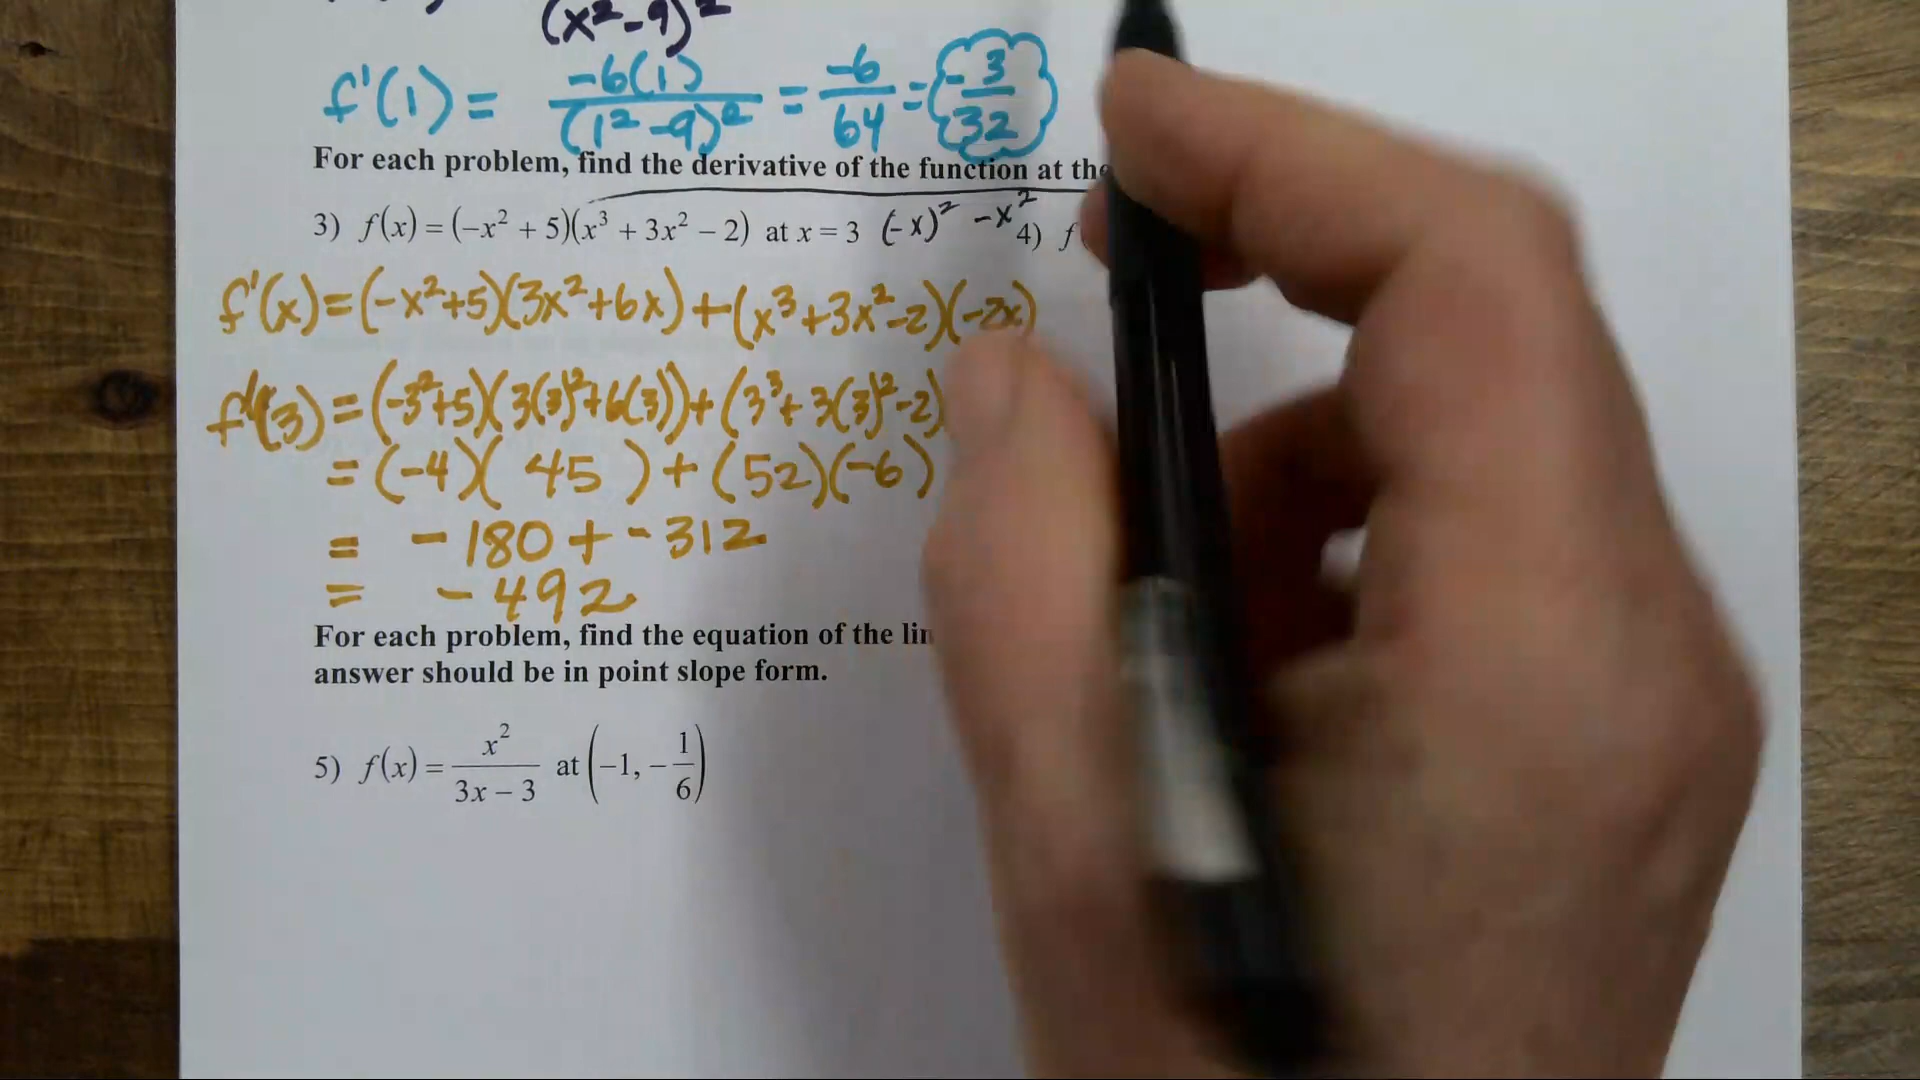 (x²-9)²
f'(1) = -6(1)/(1²-9)² = -6/64 = -3/32
For each problem, find the derivative of the function at the
3) f(x) = (−x² + 5)(x³ + 3x² − 2) at x = 3 (-x)² -x² 4) f
f'(x)=(-x²+5)(3x²+6x)+(x³+3x²-2)(-2x)
f'(3) = (-3²+5)(3(3)²+6(3))+(3³+3(3)²-2)
= (-4)(45)+(52)(-6)
= -180+-312
= -492
For each problem, find the equation of the
answer should be in point slope form.
5) f(x) = x²/(3x − 3) at (−1, −1/6)